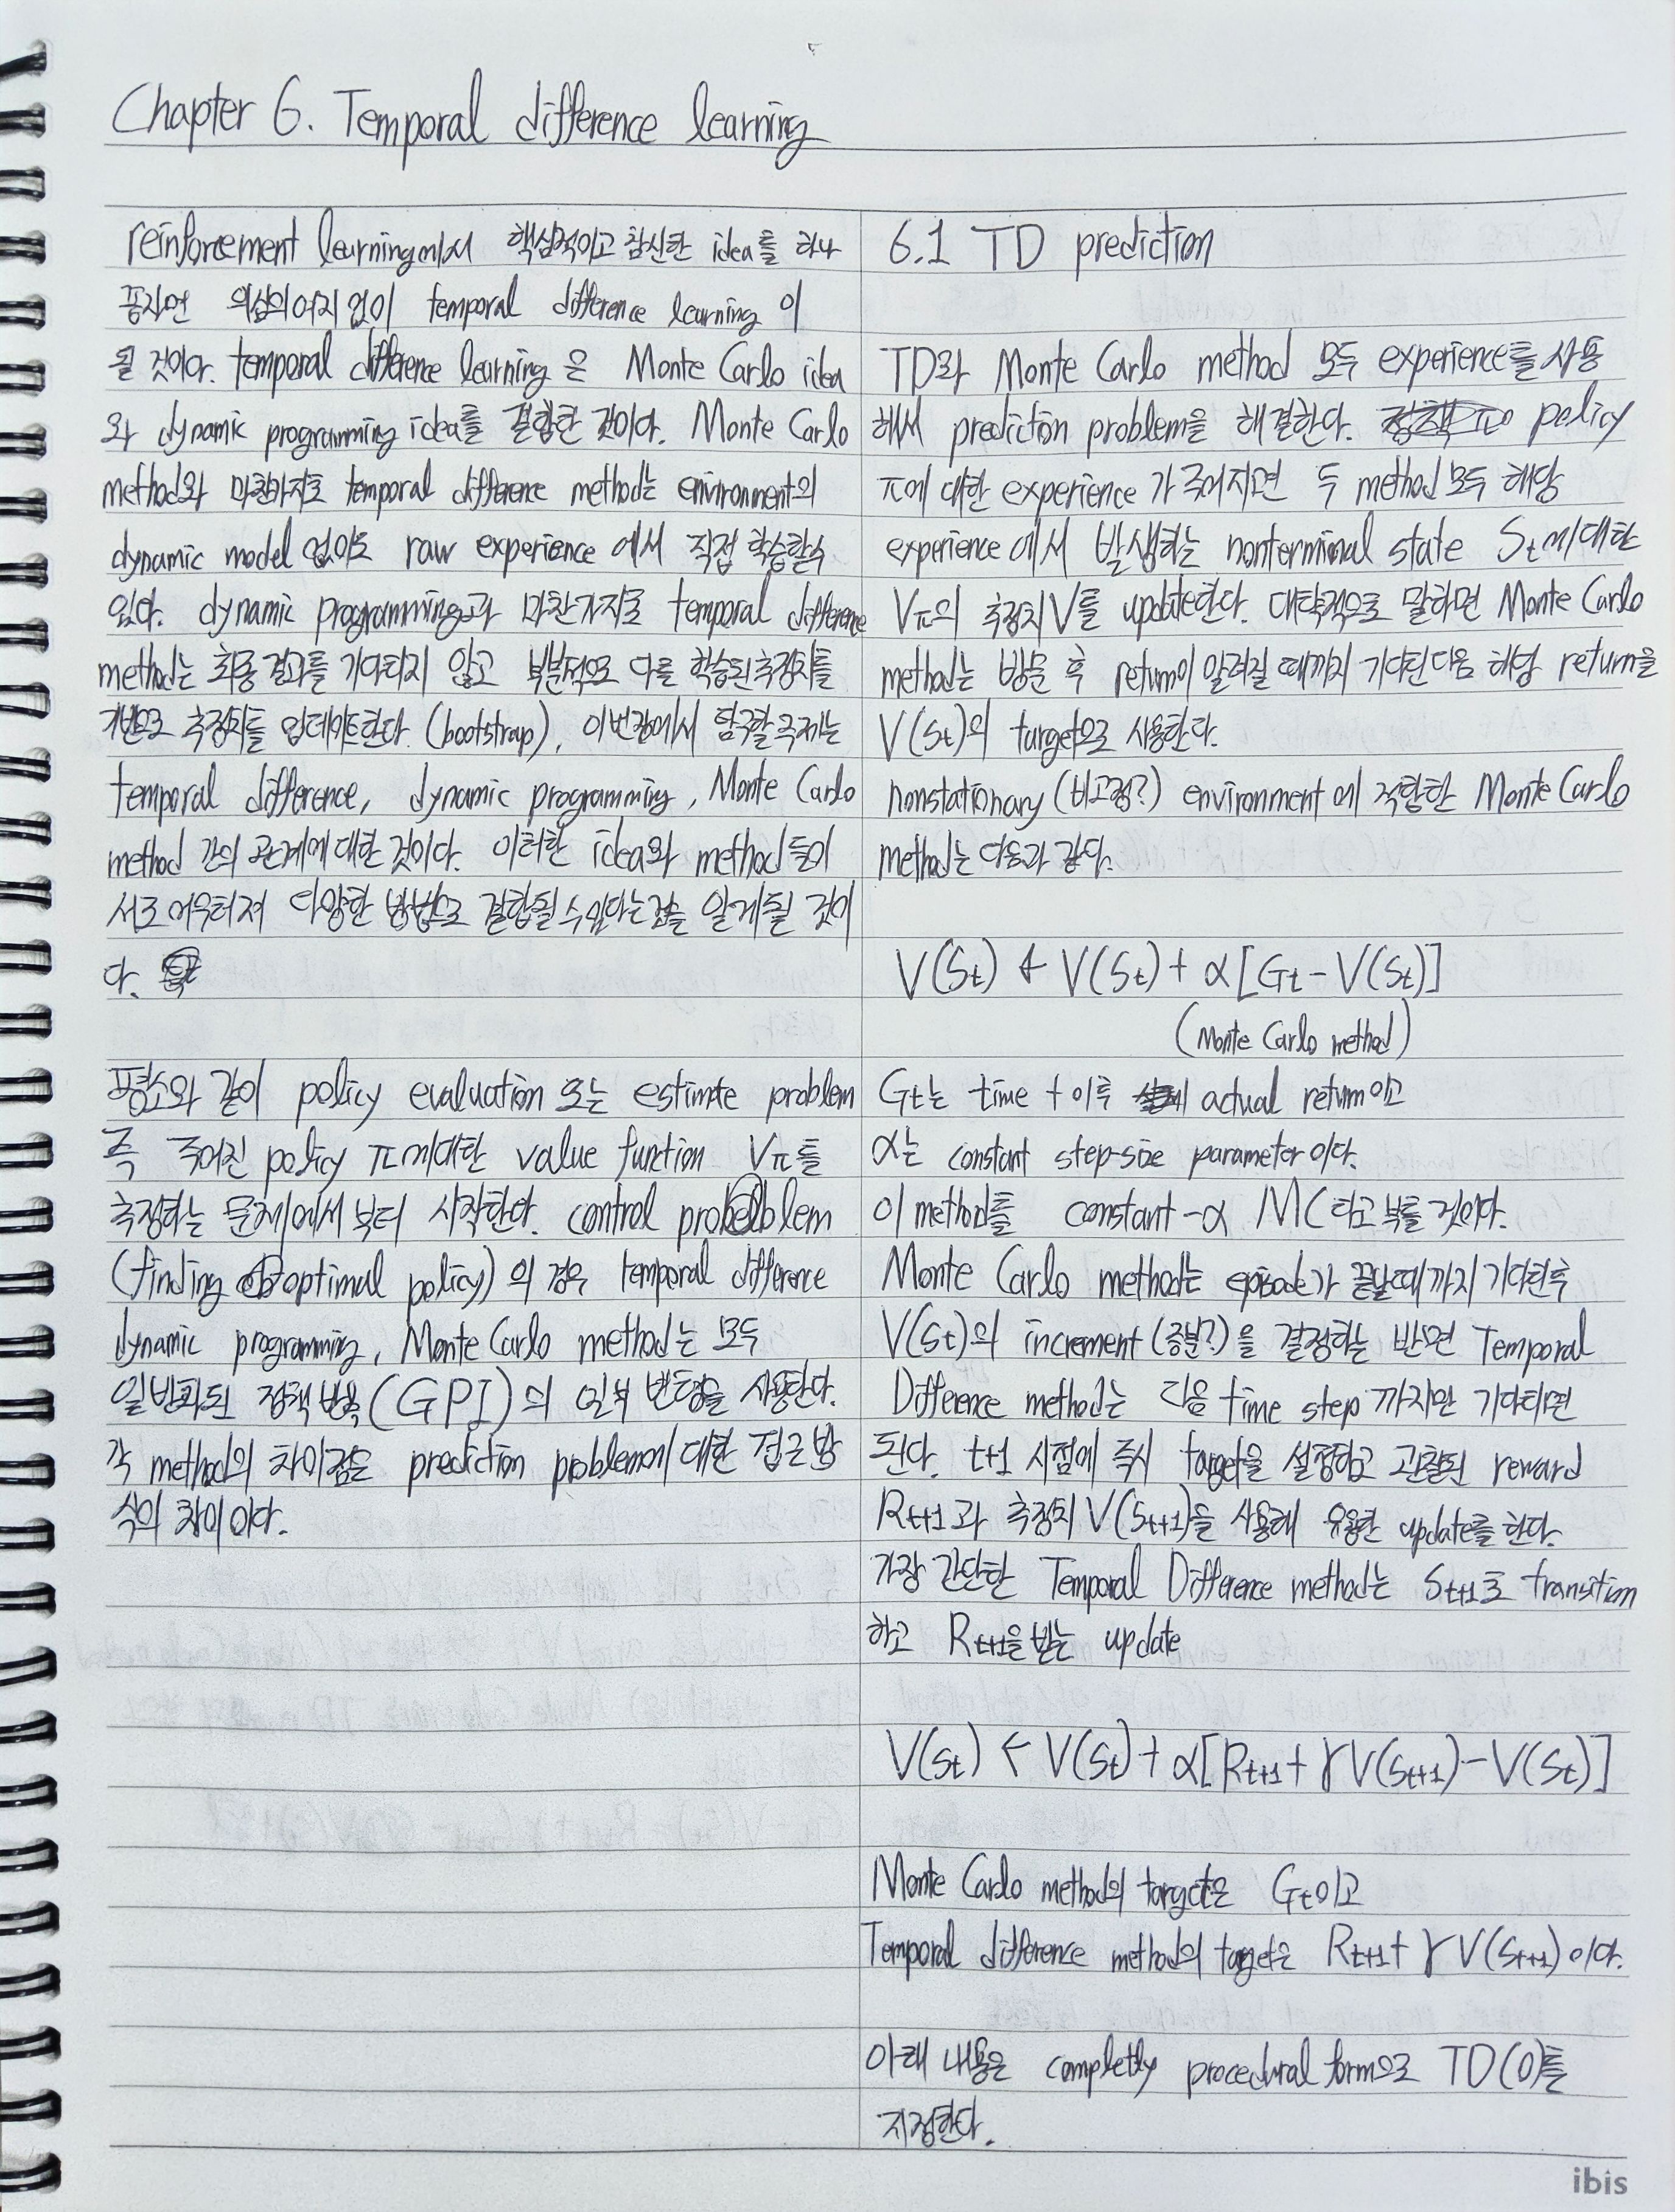 Chapter 6. Temporal difference learning
reinforcement learning에서 핵심적이고 참신한 idea를 하나
꼽자면 의심의여지 없이 temporal difference learning 이
될 것이다. temporal difference learning 은 Monte Carlo idea
와 dynamic programming idea를 결합한 것이다. Monte Carlo
method와 마찬가지로 temporal difference method는 environment의
dynamic model 없이도 raw experience 에서 직접 학습할수
있다. dynamic programming과 마찬가지로 temporal difference
method는 최종 결과를 기다리지 않고 부분적으로 다른 학습된 추정치를
기반으로 추정치를 업데이트한다. (bootstrap), 이번장에서 탐구할 주제는
temporal difference, dynamic programming, Monte Carlo
method 간의 관계에 대한 것이다. 이러한 idea와 method 들이
서로 어우러져 다양한 방법으로 결합될 수있다는것을 알게될 것이
다.
평소와 같이 policy evaluation 또는 estimate problem
즉 주어진 policy π에대한 value function Vπ를
추정하는 문제에서 부터 시작한다. control problem
(finding optimal policy) 의 경우 temporal difference
dynamic programming, Monte Carlo method는 모두
일반화된 정책 반복 (GPI) 의 일부 변형을 사용한다.
각 method의 차이점은 prediction problem에 대한 접근 방
식의 차이 이다.
6.1 TD prediction
TD와 Monte Carlo method 모두 experience를 사용
해서 prediction problem을 해결한다. policy
π에 대한 experience 가 주어지면 두 method 모두 해당
experience 에서 발생하는 nonterminal state St에대한
Vπ의 추정치 V를 update한다. 대략적으로 말하면 Monte Carlo
method는 방문 후 return이 알려질 때까지 기다린다음 해당 return을
V(St)의 target으로 사용한다.
nonstationary (비고정?) environment 에 적합한 Monte Carlo
method는 다음과 같다.
V(St) ← V(St) + α [Gt - V(St)]
(Monte Carlo method)
Gt는 time t 이후 actual return이고
α는 constant step-size parameter 이다.
이 method를 constant -α MC 라고 부를 것이다.
Monte Carlo method는 episode가 끝날때까지 기다린후
V(St)의 increment (증분?) 을 결정하는 반면 Temporal
Difference method는 다음 time step 까지만 기다리면
된다. t+1 시점에 즉시 target을 설정하고 관찰된 reward
Rt+1 과 추정치 V(St+1)을 사용해 유용한 update를 한다.
가장 간단한 Temporal Difference method는 St+1로 transition
하고 Rt+1을 받는 update
V(St) ← V(St) + α[Rt+1 + γV(St+1) - V(St)]
Monte Carlo method의 target은 Gt이고
Temporal difference method의 target은 Rt+1 + γV(St+1) 이다.
아래 내용은 completly procedural form으로 TD(0)를
지정한다.
ibis